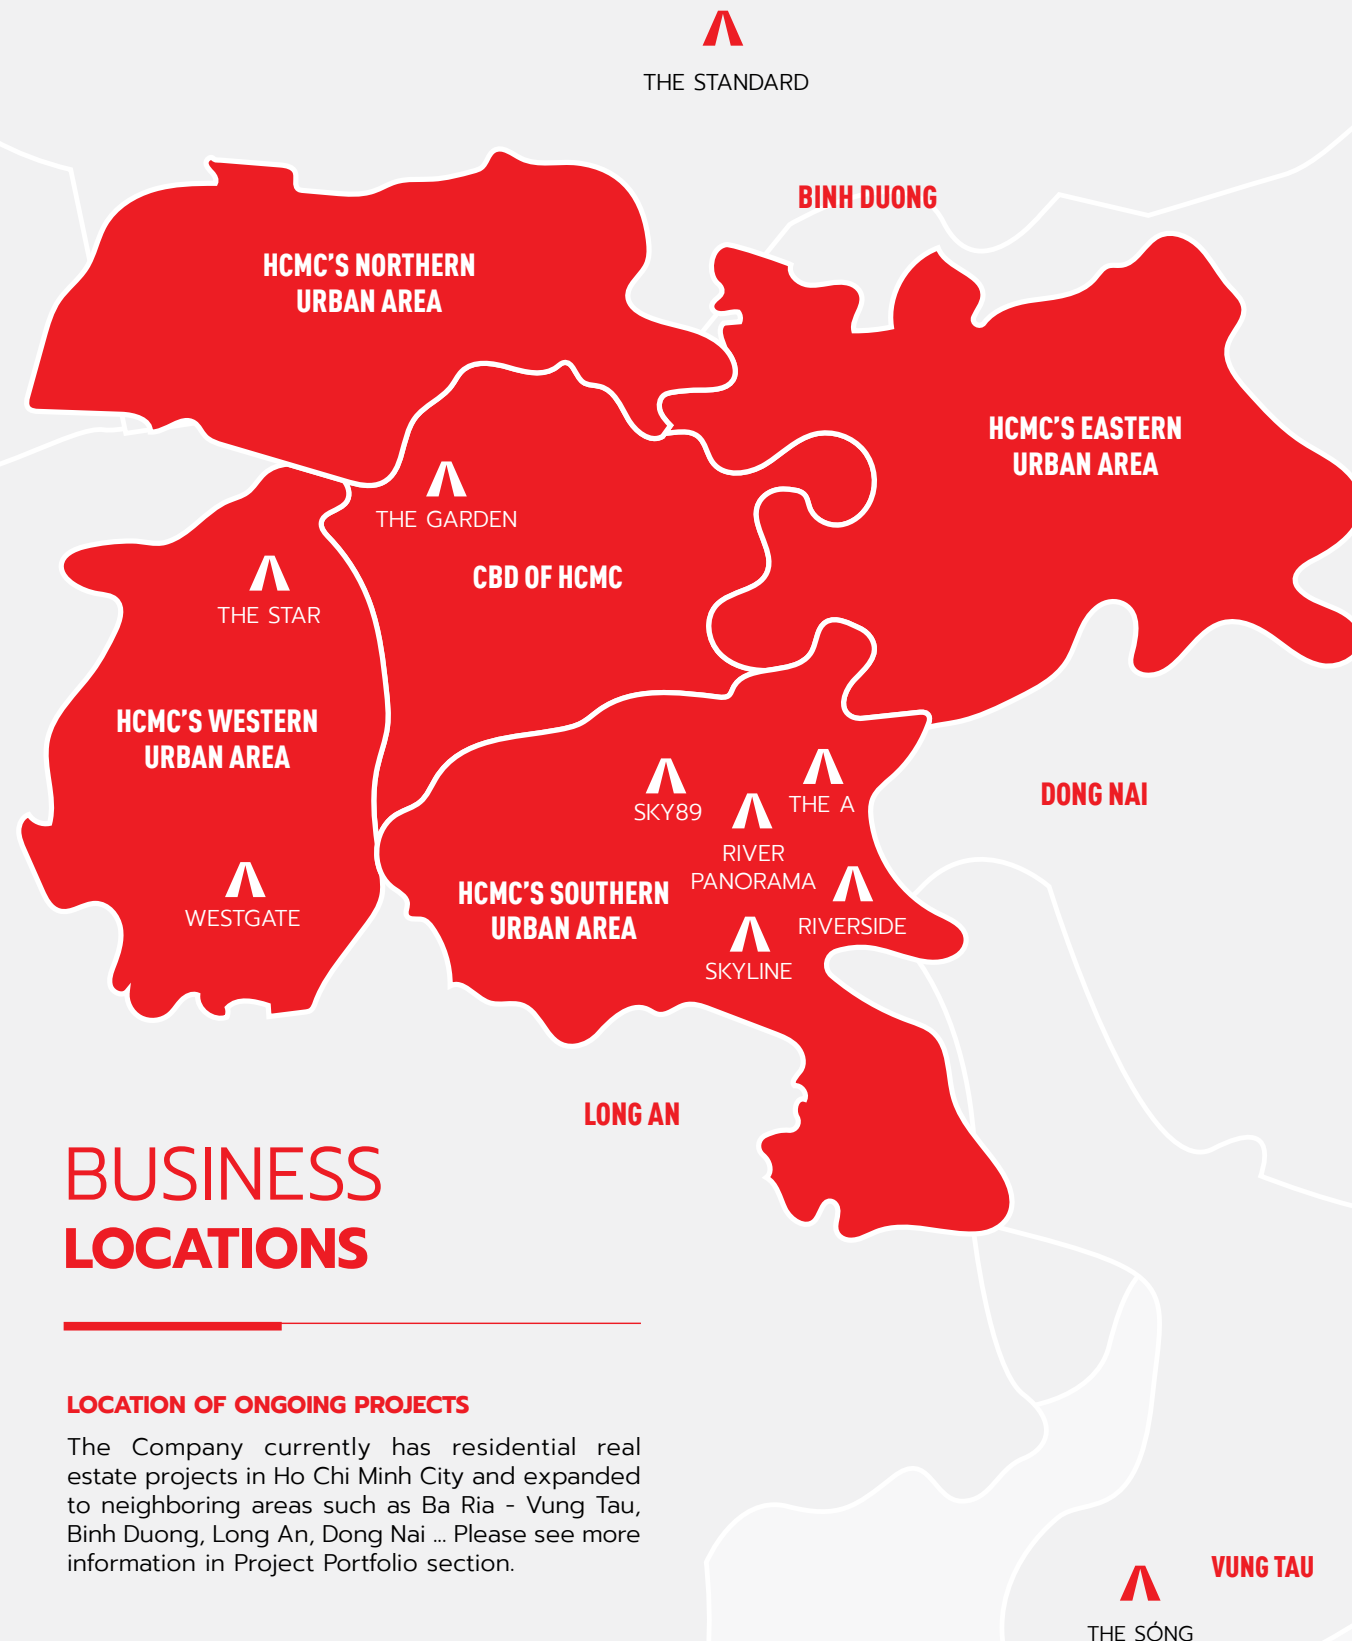 THE STANDARD
BINH DUONG
HCMC'S NORTHERN
URBAN AREA
HCMC'S EASTERN
URBAN AREA
THE GARDEN
CBD OF HCMC
THE STAR
HCMC'S WESTERN
URBAN AREA
DONG NAI
SKY89
THE A
RIVER
PANORAMA
HCMC'S SOUTHERN
URBAN AREA
WESTGATE
RIVERSIDE
SKYLINE
LONG AN
BUSINESS
LOCATIONS
LOCATION OF ONGOING PROJECTS
The Company currently has residential real
estate projects in Ho Chi Minh City and expanded
to neighboring areas such as Ba Ria - Vung Tau,
Binh Duong, Long An, Dong Nai ... Please see more
information in Project Portfolio section.
VUNG TAU
THE SÓNG